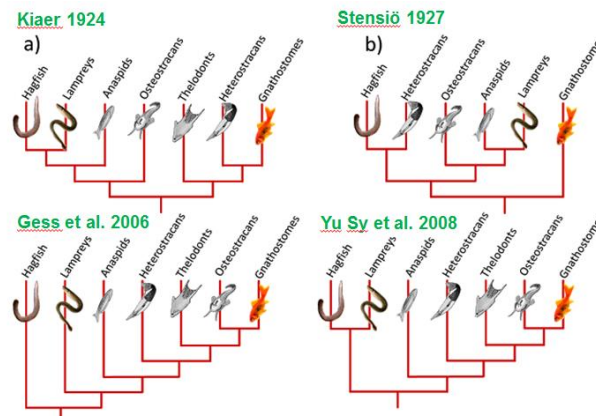 Kiaer 1924
a)
Hagfish
Lampreys
Anaspids
Osteostracans
Thelodonts
Heterostracans
Gnathostomes
Stensiö 1927
b)
Hagfish
Heterostracans
Osteostracans
Anaspids
Lampreys
Gnathostomes
Gess et al. 2006
Hagfish
Lampreys
Anaspids
Heterostracans
Thelodonts
Osteostracans
Gnathostomes
Yu Sy et al. 2008
Hagfish
Lampreys
Anaspids
Heterostracans
Thelodonts
Osteostracans
Gnathostomes